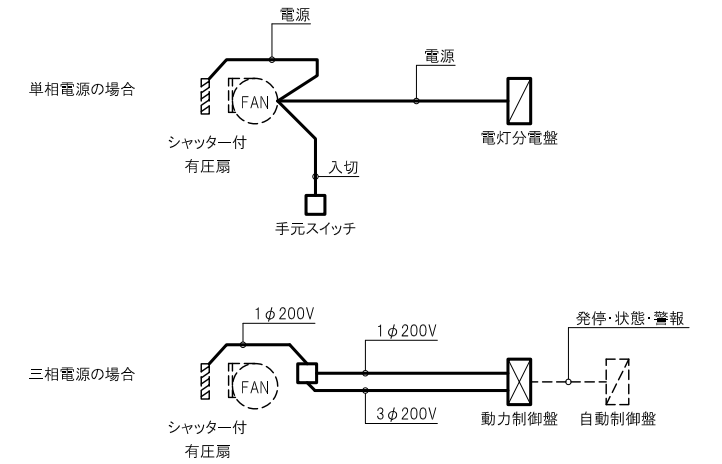 電源
電源
単相電源の場合
FAN
シャッター付
有圧扇
電灯分電盤
入切
手元スイッチ
1φ200V
1φ200V
発停・状態・警報
三相電源の場合
FAN
3φ200V
シャッター付
有圧扇
動力制御盤
自動制御盤